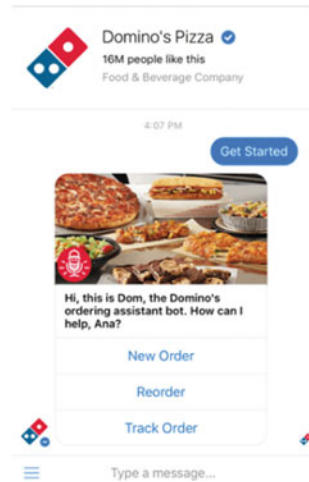 Domino's Pizza
16M people like this
Food & Beverage Company
4:07 PM
Get Started
Hi, this is Dom, the Domino's
ordering assistant bot. How can I
help, Ana?
New Order
Reorder
Track Order
Type a message...